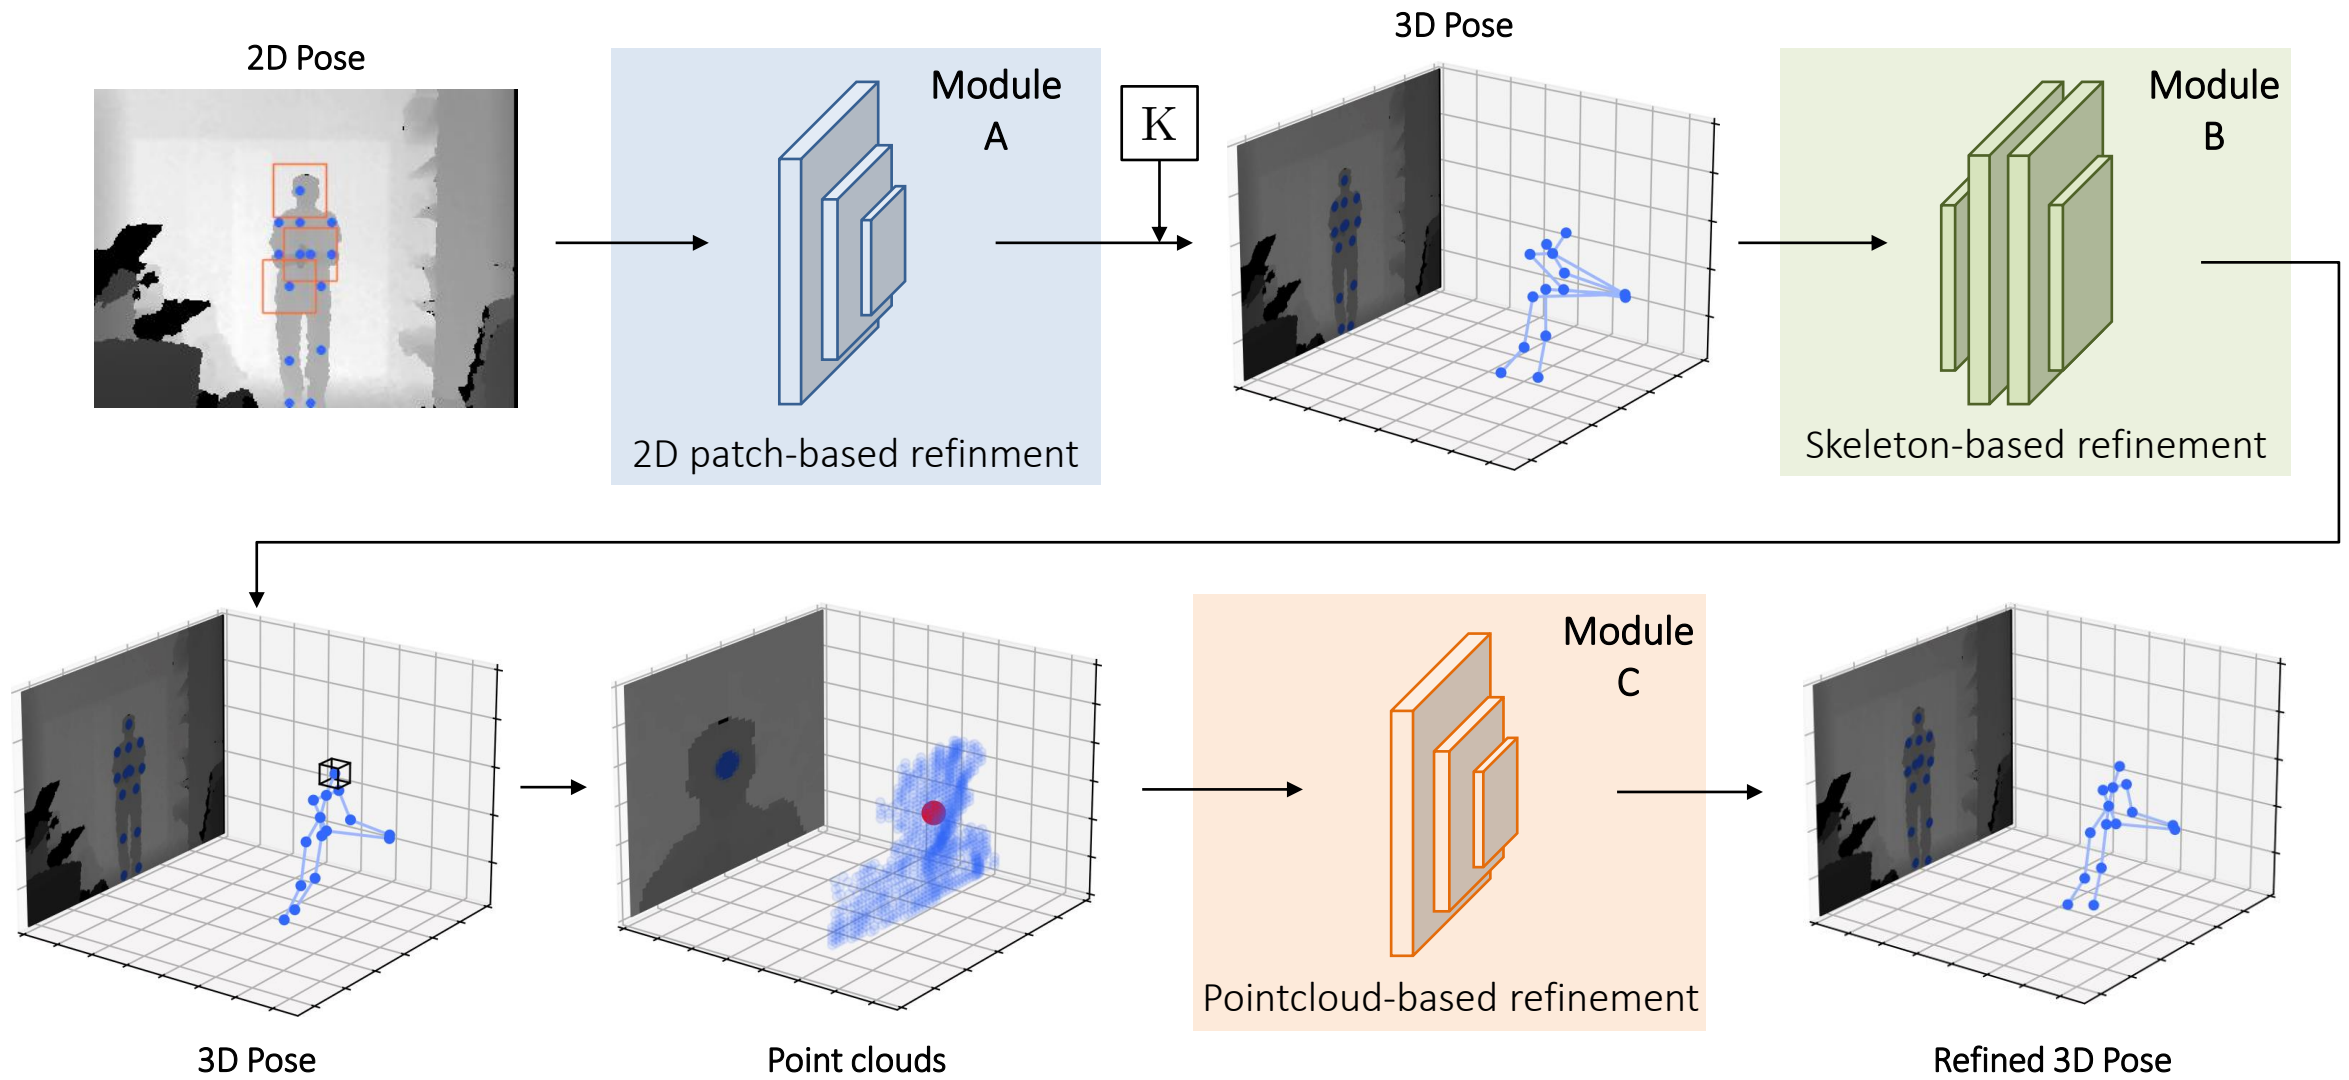 2D Pose
Module
A
2D patch-based refinment
K
3D Pose
Module
B
Skeleton-based refinement
3D Pose
Point clouds
Module
C
Pointcloud-based refinement
Refined 3D Pose